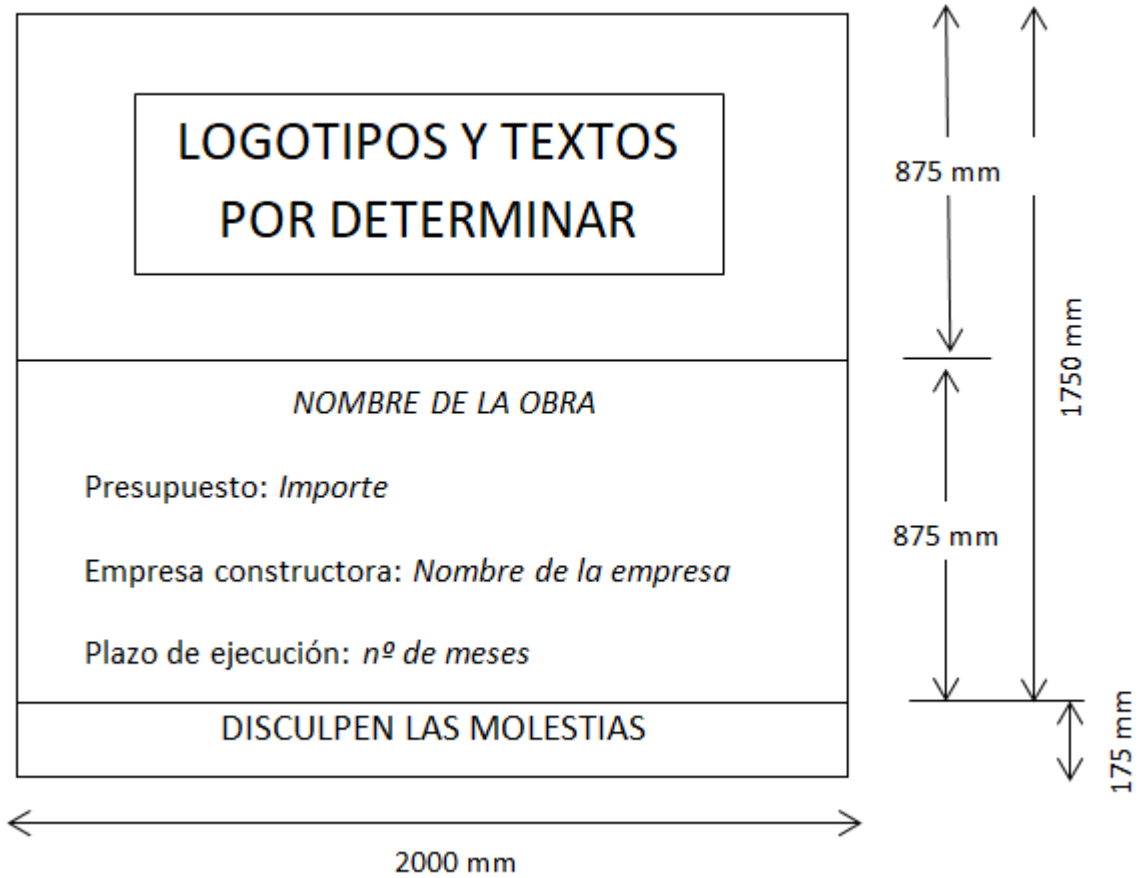 LOGOTIPOS Y TEXTOS
POR DETERMINAR
875 mm
1750 mm
NOMBRE DE LA OBRA
Presupuesto: Importe
875 mm
Empresa constructora: Nombre de la empresa
Plazo de ejecución: nº de meses
DISCULPEN LAS MOLESTIAS
175 mm
2000 mm